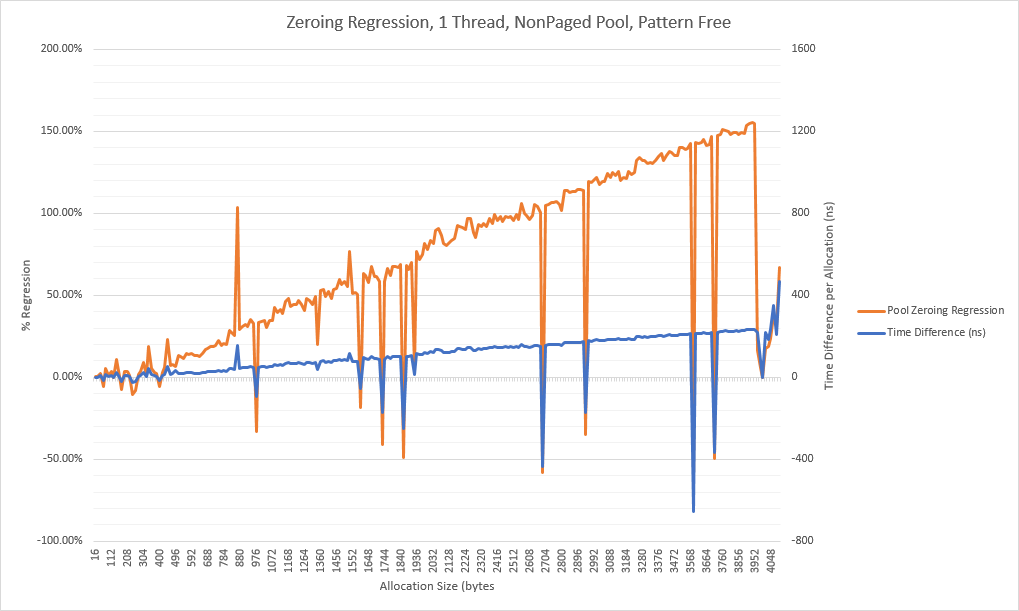 Zeroing Regression, 1 Thread, NonPaged Pool, Pattern Free
200.00%
150.00%
100.00%
50.00%
0.00%
-50.00%
-100.00%
% Regression
1600
1200
800
400
0
-400
-800
Time Difference per Allocation (ns)
Pool Zeroing Regression
Time Difference (ns)
16 112 208 304 400 496 592 688 784 880 976 1072 1168 1264 1360 1456 1552 1648 1744 1840 1936 2032 2128 2224 2320 2416 2512 2608 2704 2800 2896 2992 3088 3184 3280 3376 3472 3568 3664 3760 3856 3952 4048
Allocation Size (bytes